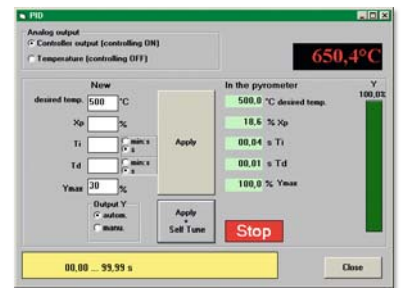 PID
Analog output
Controller output (controlling ON)
Temperature (controlling OFF)
650,4°C
New
desired temp. 500 °C
Xp %
Ti min:s
s
Td min:s
s
Ymax 30 %
Output Y
autom.
manu.
Apply
Apply
+
Self Tune
In the pyrometer
500,0 °C desired temp.
18,6 % Xp
00,04 s Ti
00,01 s Td
100,0 % Ymax
Stop
Y
100,0%
00,00 ... 99,99 s
Close